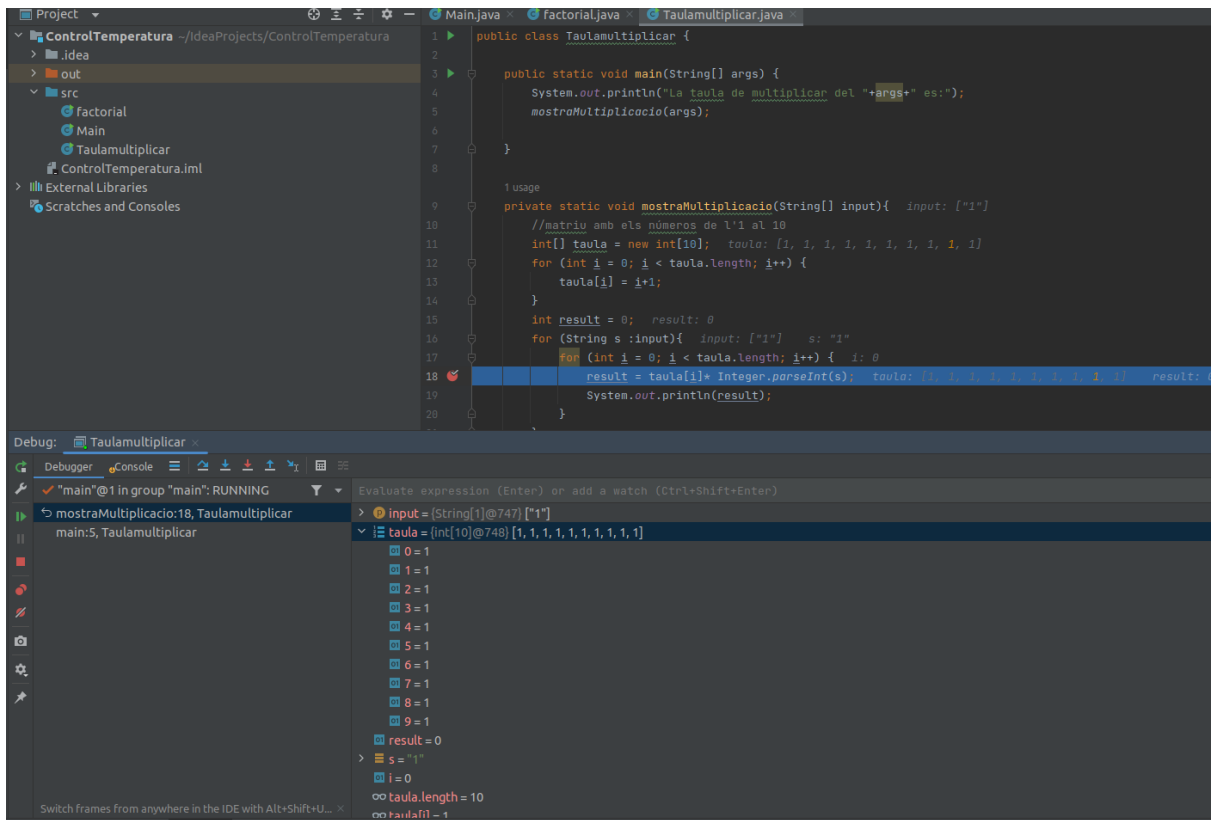 Project
Main.java × factorial.java × Taulamultiplicar.java ×
ControlTemperatura ~/IdeaProjects/ControlTemperatura
.idea
out
src
factorial
Main
Taulamultiplicar
ControlTemperatura.iml
External Libraries
Scratches and Consoles
1 public class Taulamultiplicar {
2
3 public static void main(String[] args) {
4 System.out.println("La taula de multiplicar del "+args+" es:");
5 mostraMultiplicacio(args);
6
7 }
8
1 usage
9 private static void mostraMultiplicacio(String[] input){ input: ["1"]
10 //matriu amb els números de l'1 al 10
11 int[] taula = new int[10]; taula: [1, 1, 1, 1, 1, 1, 1, 1, 1, 1]
12 for (int i = 0; i < taula.length; i++) {
13 taula[i] = i+1;
14 }
15 int result = 0; result: 0
16 for (String s :input){ input: ["1"] s: "1"
17 for (int i = 0; i < taula.length; i++) { i: 0
18 result = taula[i]* Integer.parseInt(s); taula: [1, 1, 1, 1, 1, 1, 1, 1, 1, 1] result:
19 System.out.println(result);
20 }
Debug: Taulamultiplicar ×
Debugger Console
"main"@1 in group "main": RUNNING
Evaluate expression (Enter) or add a watch (Ctrl+Shift+Enter)
mostraMultiplicacio:18, Taulamultiplicar
main:5, Taulamultiplicar
input = {String[1]@747} ["1"]
taula = {int[10]@748} [1, 1, 1, 1, 1, 1, 1, 1, 1, 1]
0 = 1
1 = 1
2 = 1
3 = 1
4 = 1
5 = 1
6 = 1
7 = 1
8 = 1
9 = 1
result = 0
s = "1"
i = 0
taula.length = 10
taula[i] = 1
Switch frames from anywhere in the IDE with Alt+Shift+U... ×